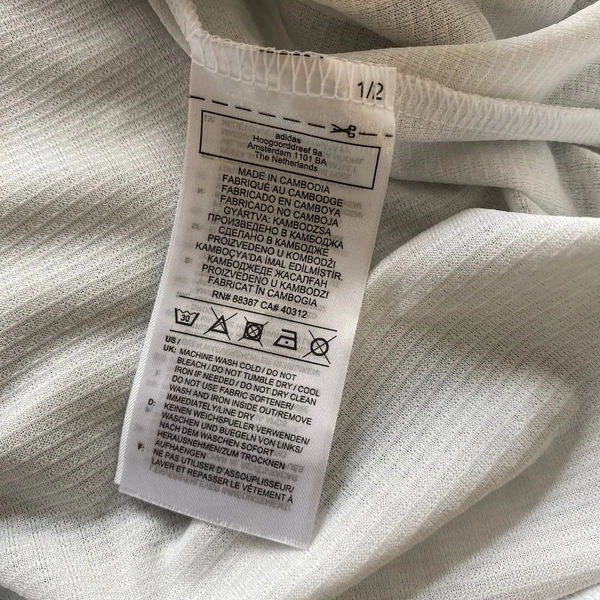 1/2
adidas
Hoogoorddreef 9a
Amsterdam 1101 BA
The Netherlands
MADE IN CAMBODIA
FABRIQUÉ AU CAMBODGE
FABRICADO EN CAMBOYA
FABRICADO NO CAMBOJA
GYÁRTVA: KAMBODZSA
ПРОИЗВЕДЕНО В КАМБОДЖА
СДЕЛАНО В КАМБОДЖЕ
PROIZVEDENO U KOMBODŽI
KAMBOÇYA'DA İMAL EDİLMİŞTİR.
КАМБОДЖЕДЕ ЖАСАЛҒАН
PROIZVEDENO U KAMBODŽI
FABRICAT ÎN CAMBOGIA
RN# 88387 CA# 40312
30
US /
UK: MACHINE WASH COLD / DO NOT
BLEACH / DO NOT TUMBLE DRY / COOL
IRON IF NEEDED / DO NOT DRY CLEAN
DO NOT USE FABRIC SOFTENER/
WASH AND IRON INSIDE OUT/REMOVE
IMMEDIATELY/LINE DRY
D: KEINEN WEICHSPUELER VERWENDEN/
WASCHEN UND BUEGELN VON LINKS/
NACH DEM WASCHEN SOFORT
HERAUSNEHMEN/ZUM TROCKNEN
AUFHAENGEN
F: NE PAS UTILISER D'ASSOUPLISSEUR/
LAVER ET REPASSER LE VÊTEMENT À